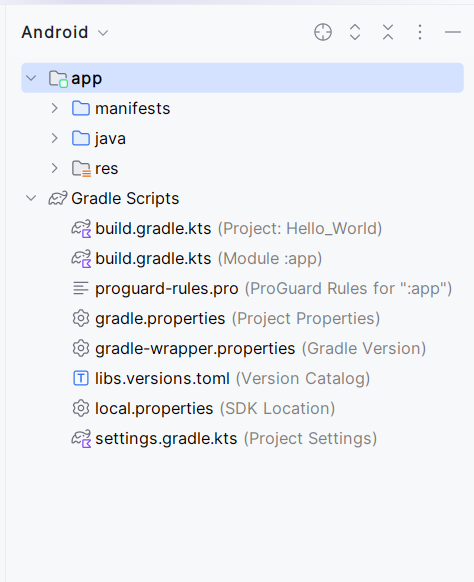 Android
app
manifests
java
res
Gradle Scripts
build.gradle.kts (Project: Hello_World)
build.gradle.kts (Module :app)
proguard-rules.pro (ProGuard Rules for ":app")
gradle.properties (Project Properties)
gradle-wrapper.properties (Gradle Version)
libs.versions.toml (Version Catalog)
local.properties (SDK Location)
settings.gradle.kts (Project Settings)